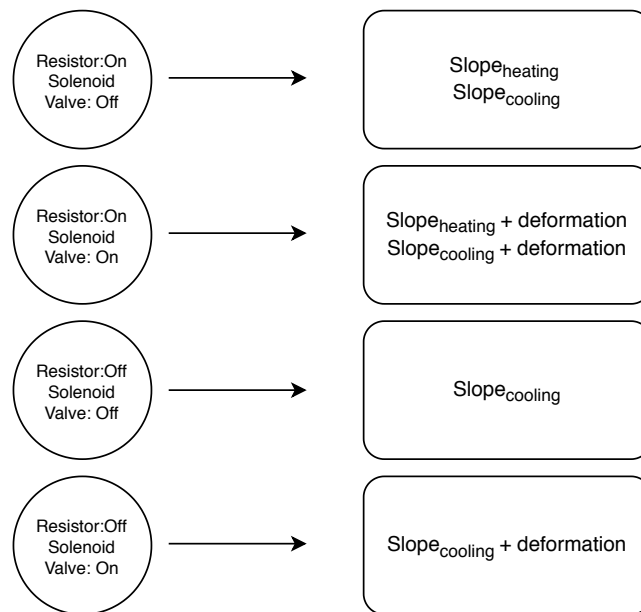 Resistor:On
Solenoid
Valve: Off
Slope_heating
Slope_cooling
Resistor:On
Solenoid
Valve: On
Slope_heating + deformation
Slope_cooling + deformation
Resistor:Off
Solenoid
Valve: Off
Slope_cooling
Resistor:Off
Solenoid
Valve: On
Slope_cooling + deformation